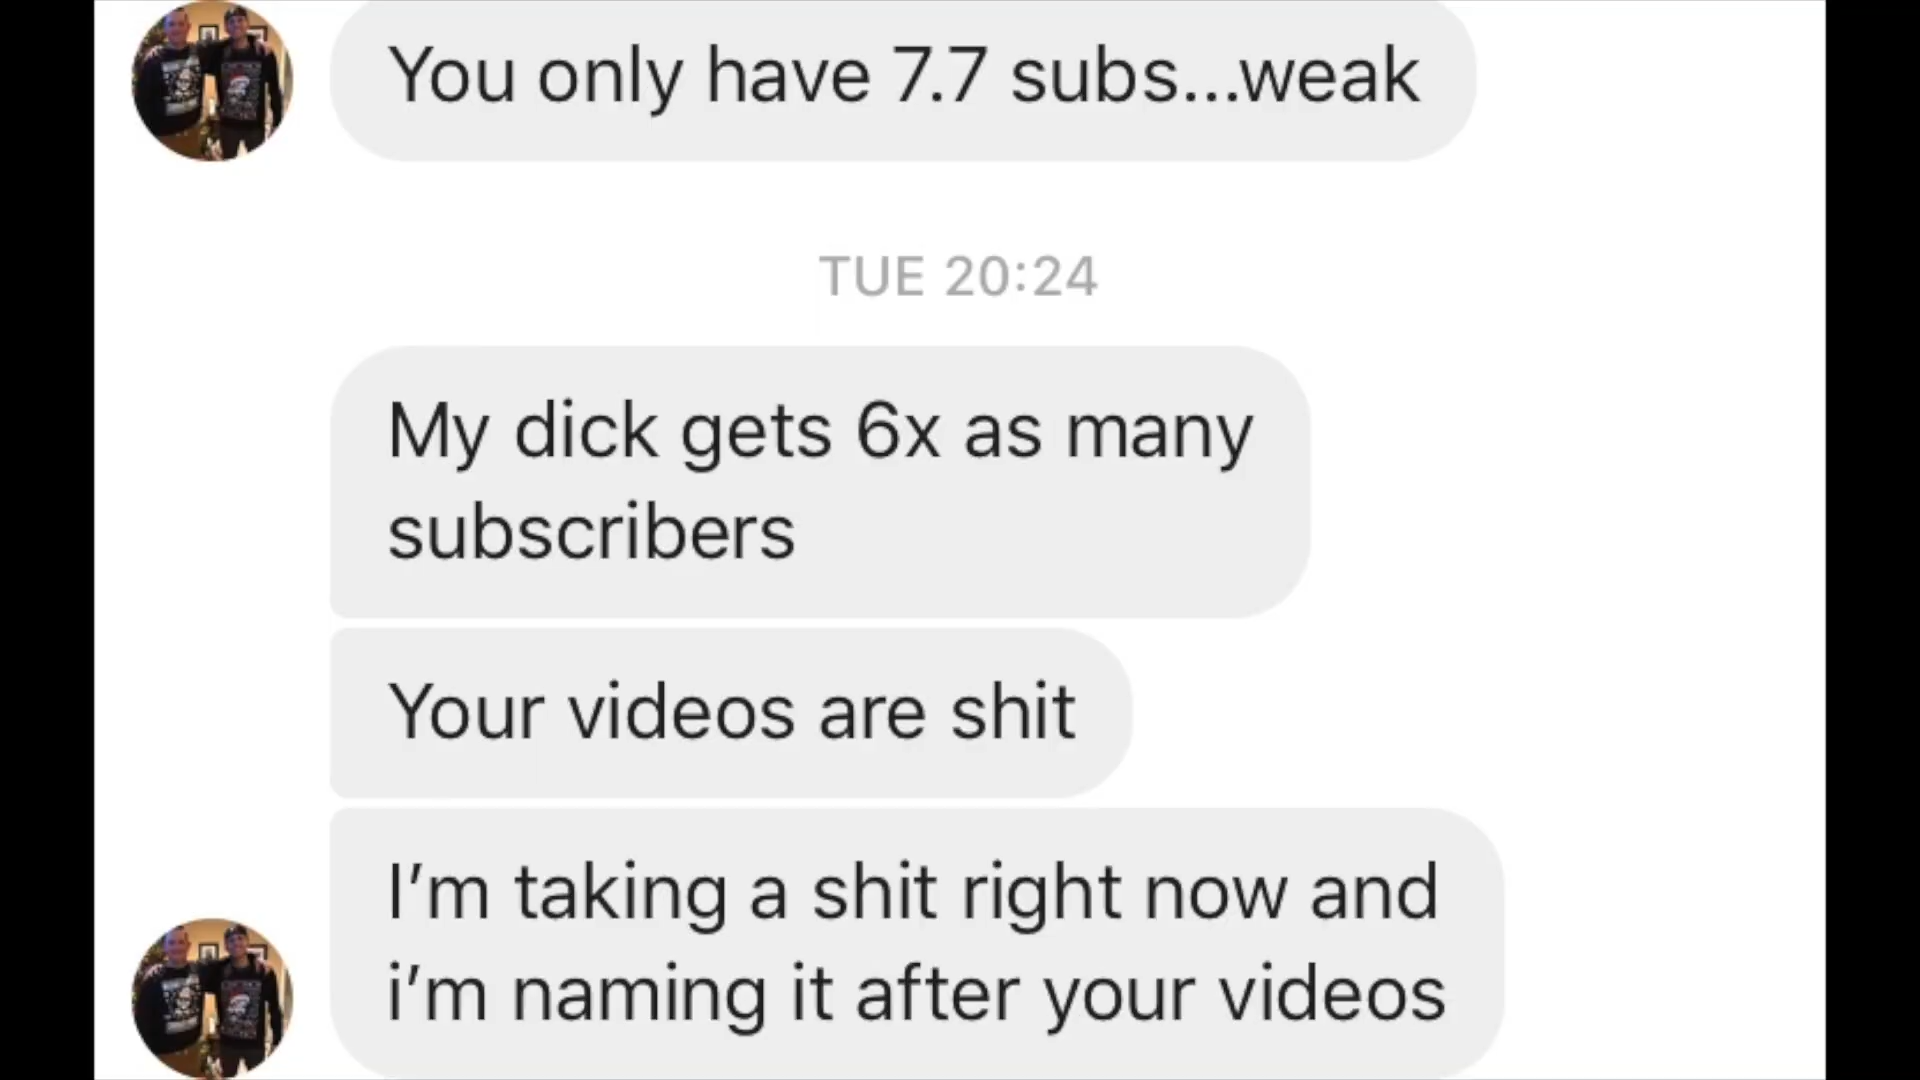 You only have 7.7 subs...weak
TUE 20:24
My dick gets 6x as many
subscribers
Your videos are shit
I’m taking a shit right now and
i’m naming it after your videos